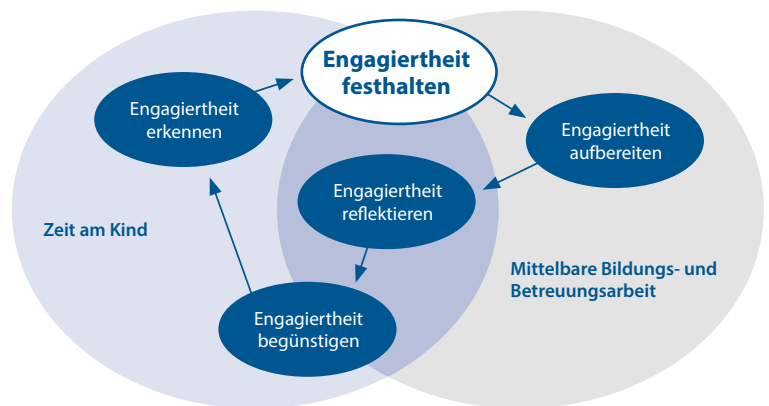 Engagiertheit
festhalten
Engagiertheit
erkennen
Engagiertheit
aufbereiten
Engagiertheit
reflektieren
Zeit am Kind
Mittelbare Bildungs- und
Betreuungsarbeit
Engagiertheit
begünstigen